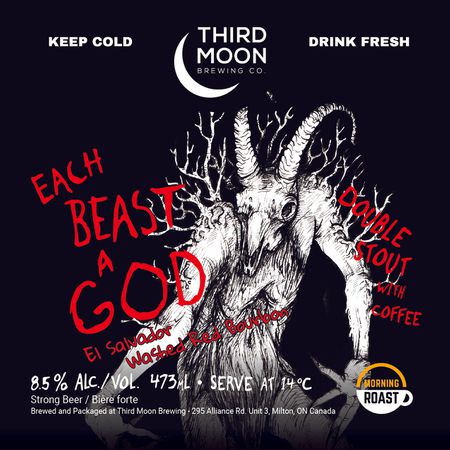 KEEP COLD
THIRD
MOON
BREWING CO.
DRINK FRESH
EACH
BEAST
A
GOD
El Salvador
Washed Red Bourbon
DOUBLE
STOUT
WITH
COFFEE
8.5% ALC./VOL. 473mL • SERVE AT 14°C
Strong Beer / Bière forte
Brewed and Packaged at Third Moon Brewing - 295 Alliance Rd. Unit 3, Milton, ON Canada
MORNING
ROAST